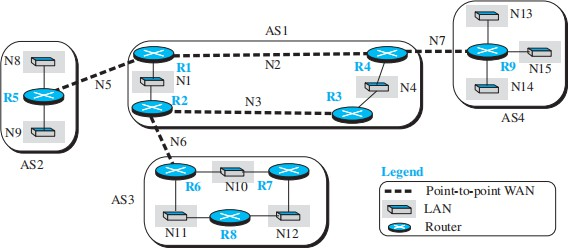 N13
AS1
N8
N7
R1
N2
R4
R9
N15
R5
N5
N1
R2
N3
R3
N4
N14
N9
AS4
AS2
N6
R6
N10
R7
Legend
Point-to-point WAN
AS3
LAN
N11
R8
N12
Router